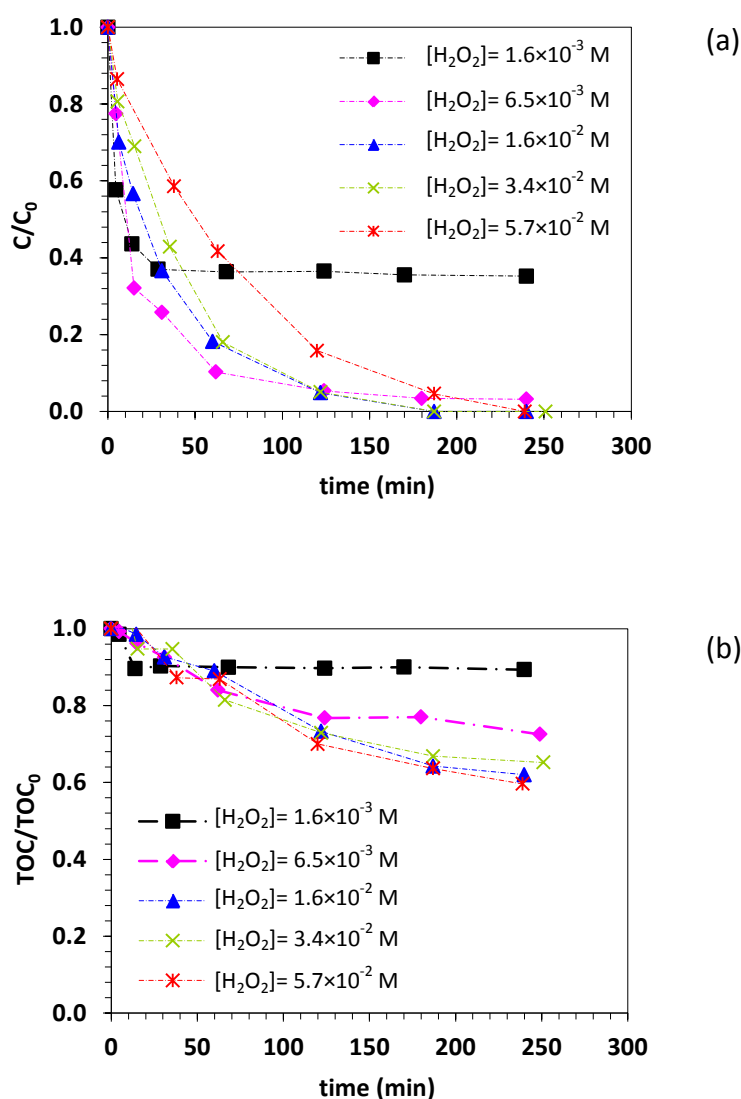 (a)
1.0
0.8
0.6
0.4
0.2
0.0
C/C₀
[H₂O₂]= 1.6×10⁻³ M
[H₂O₂]= 6.5×10⁻³ M
[H₂O₂]= 1.6×10⁻² M
[H₂O₂]= 3.4×10⁻² M
[H₂O₂]= 5.7×10⁻² M
0 50 100 150 200 250 300
time (min)
(b)
1.0
0.8
0.6
0.4
0.2
0.0
TOC/TOC₀
[H₂O₂]= 1.6×10⁻³ M
[H₂O₂]= 6.5×10⁻³ M
[H₂O₂]= 1.6×10⁻² M
[H₂O₂]= 3.4×10⁻² M
[H₂O₂]= 5.7×10⁻² M
0 50 100 150 200 250 300
time (min)